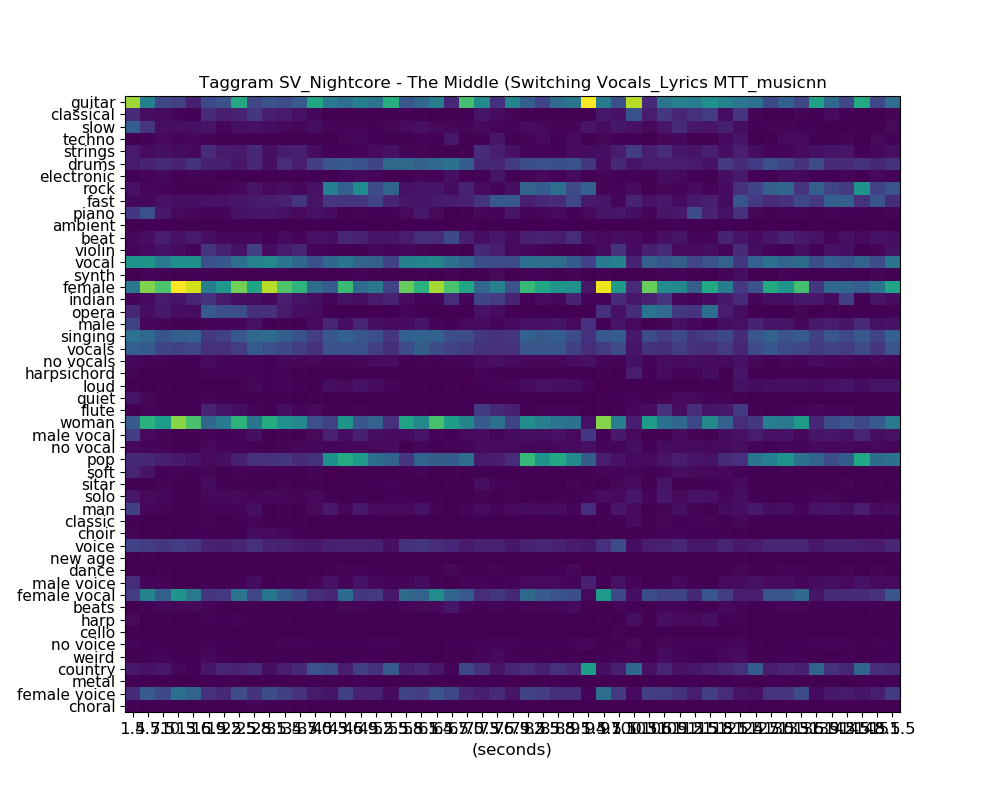 Taggram SV_Nightcore - The Middle (Switching Vocals_Lyrics MTT_musicnn
guitar
classical
slow
techno
strings
drums
electronic
rock
fast
piano
ambient
beat
violin
vocal
synth
female
indian
opera
male
singing
vocals
no vocals
harpsichord
loud
quiet
flute
woman
male vocal
no vocal
pop
soft
sitar
solo
man
classic
choir
voice
new age
dance
male voice
female vocal
beats
harp
cello
no voice
weird
country
metal
female voice
choral
(seconds)